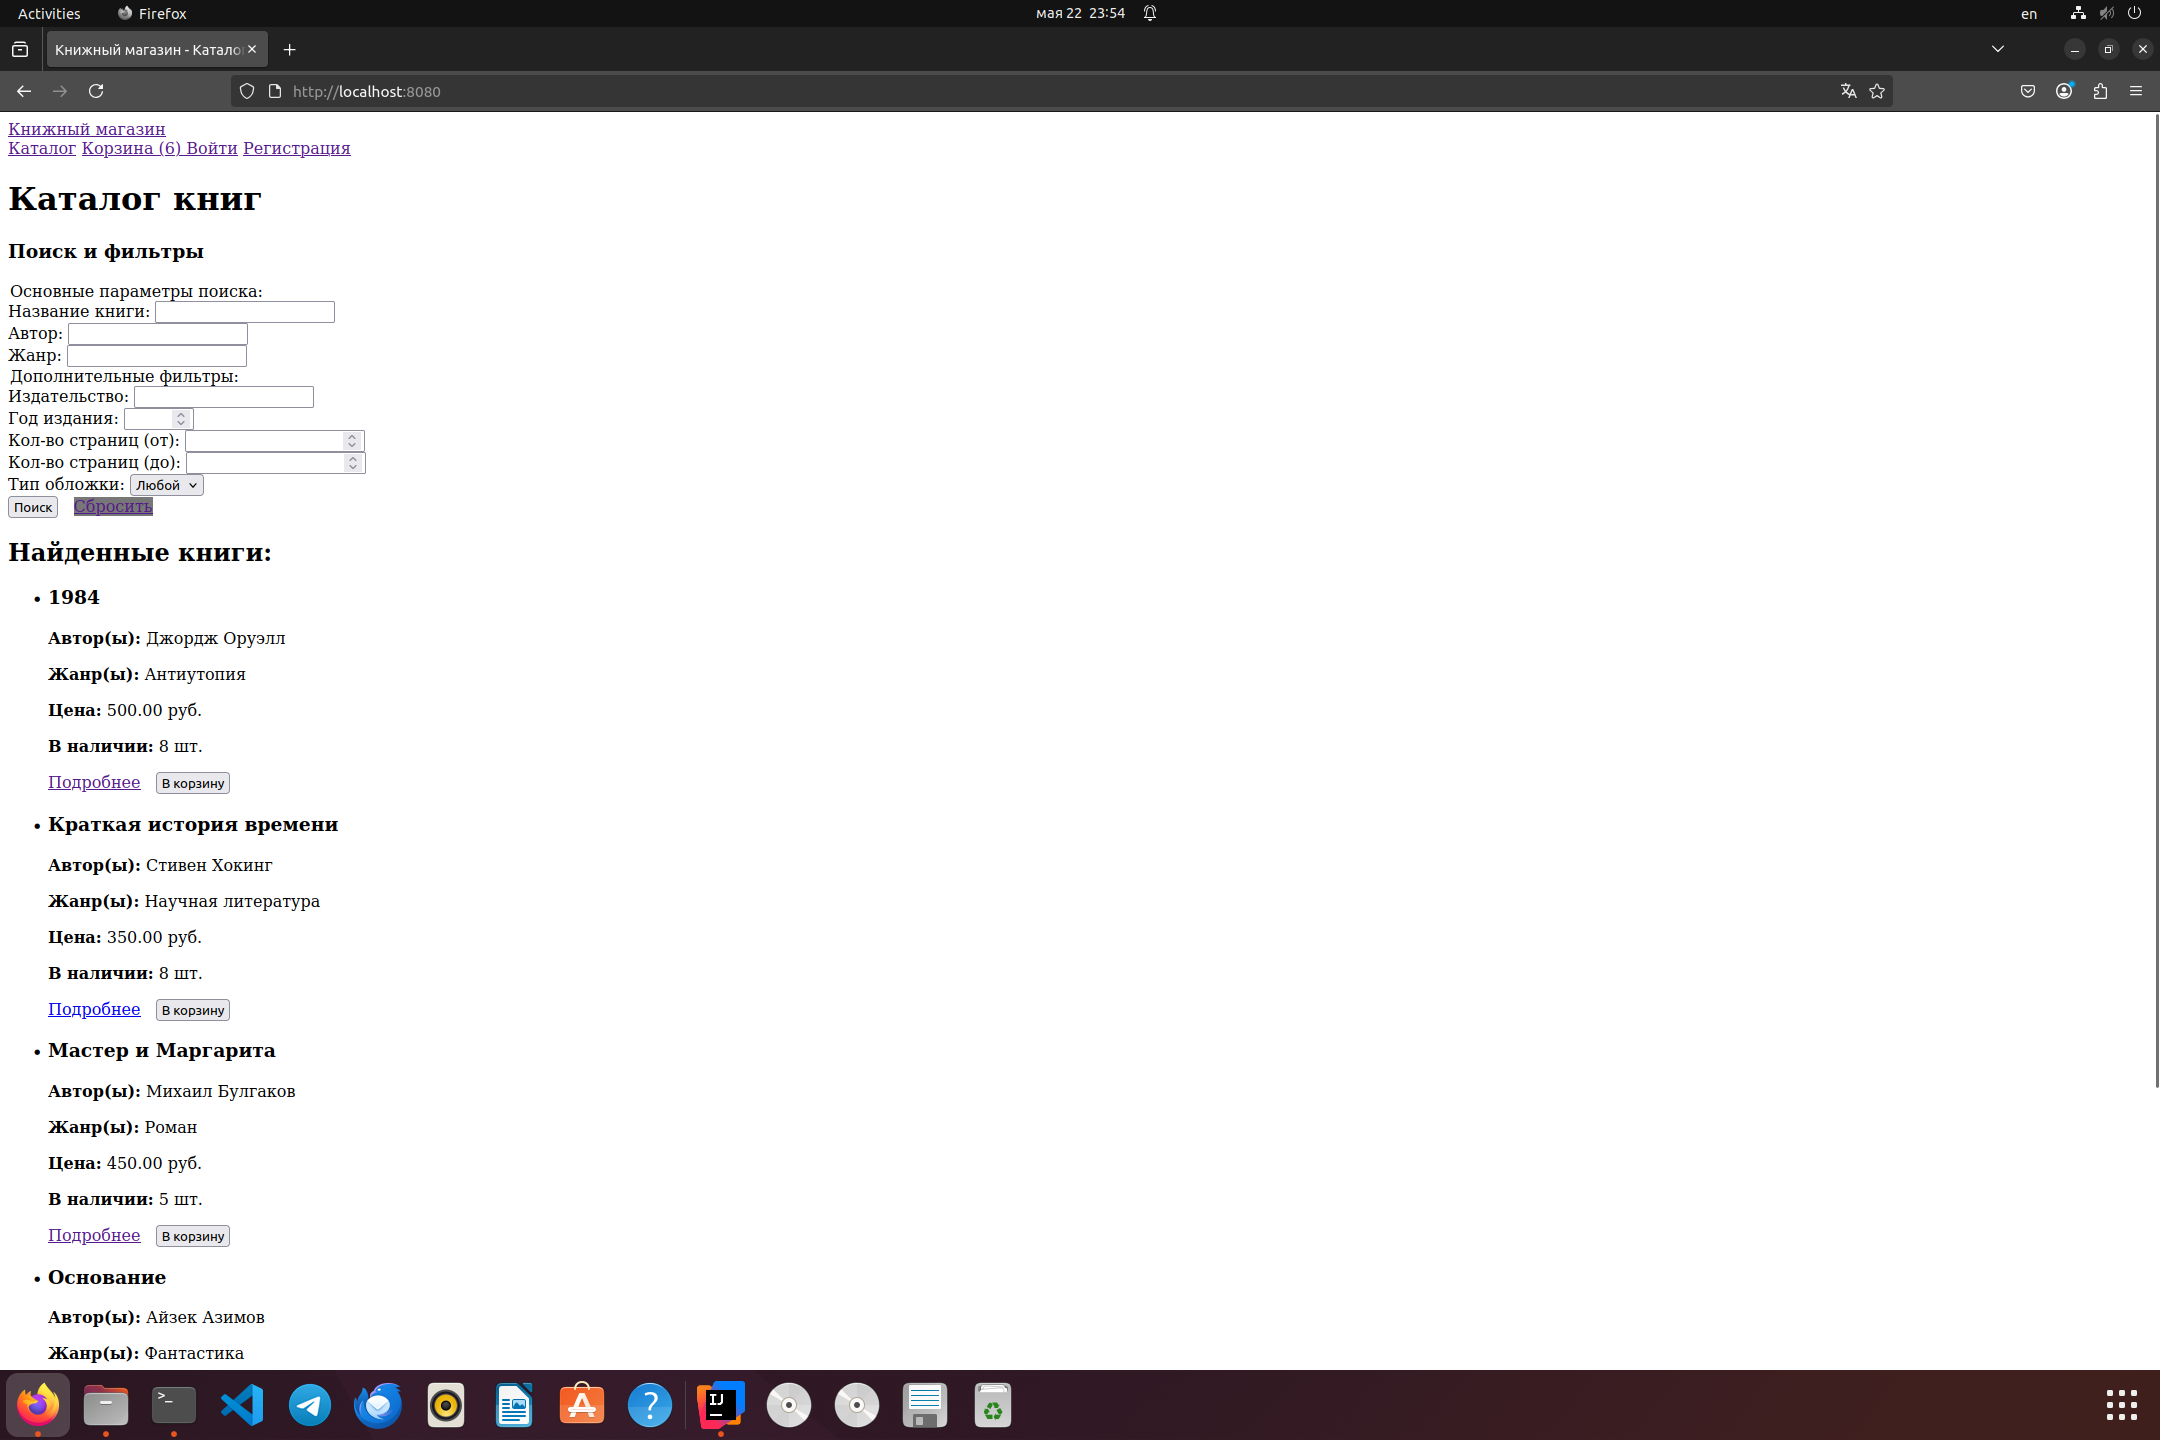 Activities Firefox мая 22 23:54 en
Книжный магазин - Катало
http://localhost:8080
Книжный магазин
Каталог Корзина (6) Войти Регистрация
Каталог книг
Поиск и фильтры
Основные параметры поиска:
Название книги:
Автор:
Жанр:
Дополнительные фильтры:
Издательство:
Год издания:
Кол-во страниц (от):
Кол-во страниц (до):
Тип обложки: Любой
Поиск Сбросить
Найденные книги:
• 1984
Автор(ы): Джордж Оруэлл
Жанр(ы): Антиутопия
Цена: 500.00 руб.
В наличии: 8 шт.
Подробнее В корзину
• Краткая история времени
Автор(ы): Стивен Хокинг
Жанр(ы): Научная литература
Цена: 350.00 руб.
В наличии: 8 шт.
Подробнее В корзину
• Мастер и Маргарита
Автор(ы): Михаил Булгаков
Жанр(ы): Роман
Цена: 450.00 руб.
В наличии: 5 шт.
Подробнее В корзину
• Основание
Автор(ы): Айзек Азимов
Жанр(ы): Фантастика
>_ ? IJ